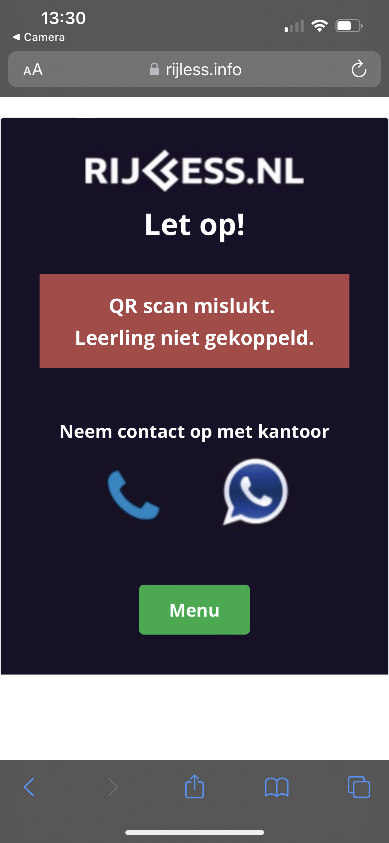 13:30
◀ Camera
AA
rijless.info
RIJLESS.NL
Let op!
QR scan mislukt.
Leerling niet gekoppeld.
Neem contact op met kantoor
Menu